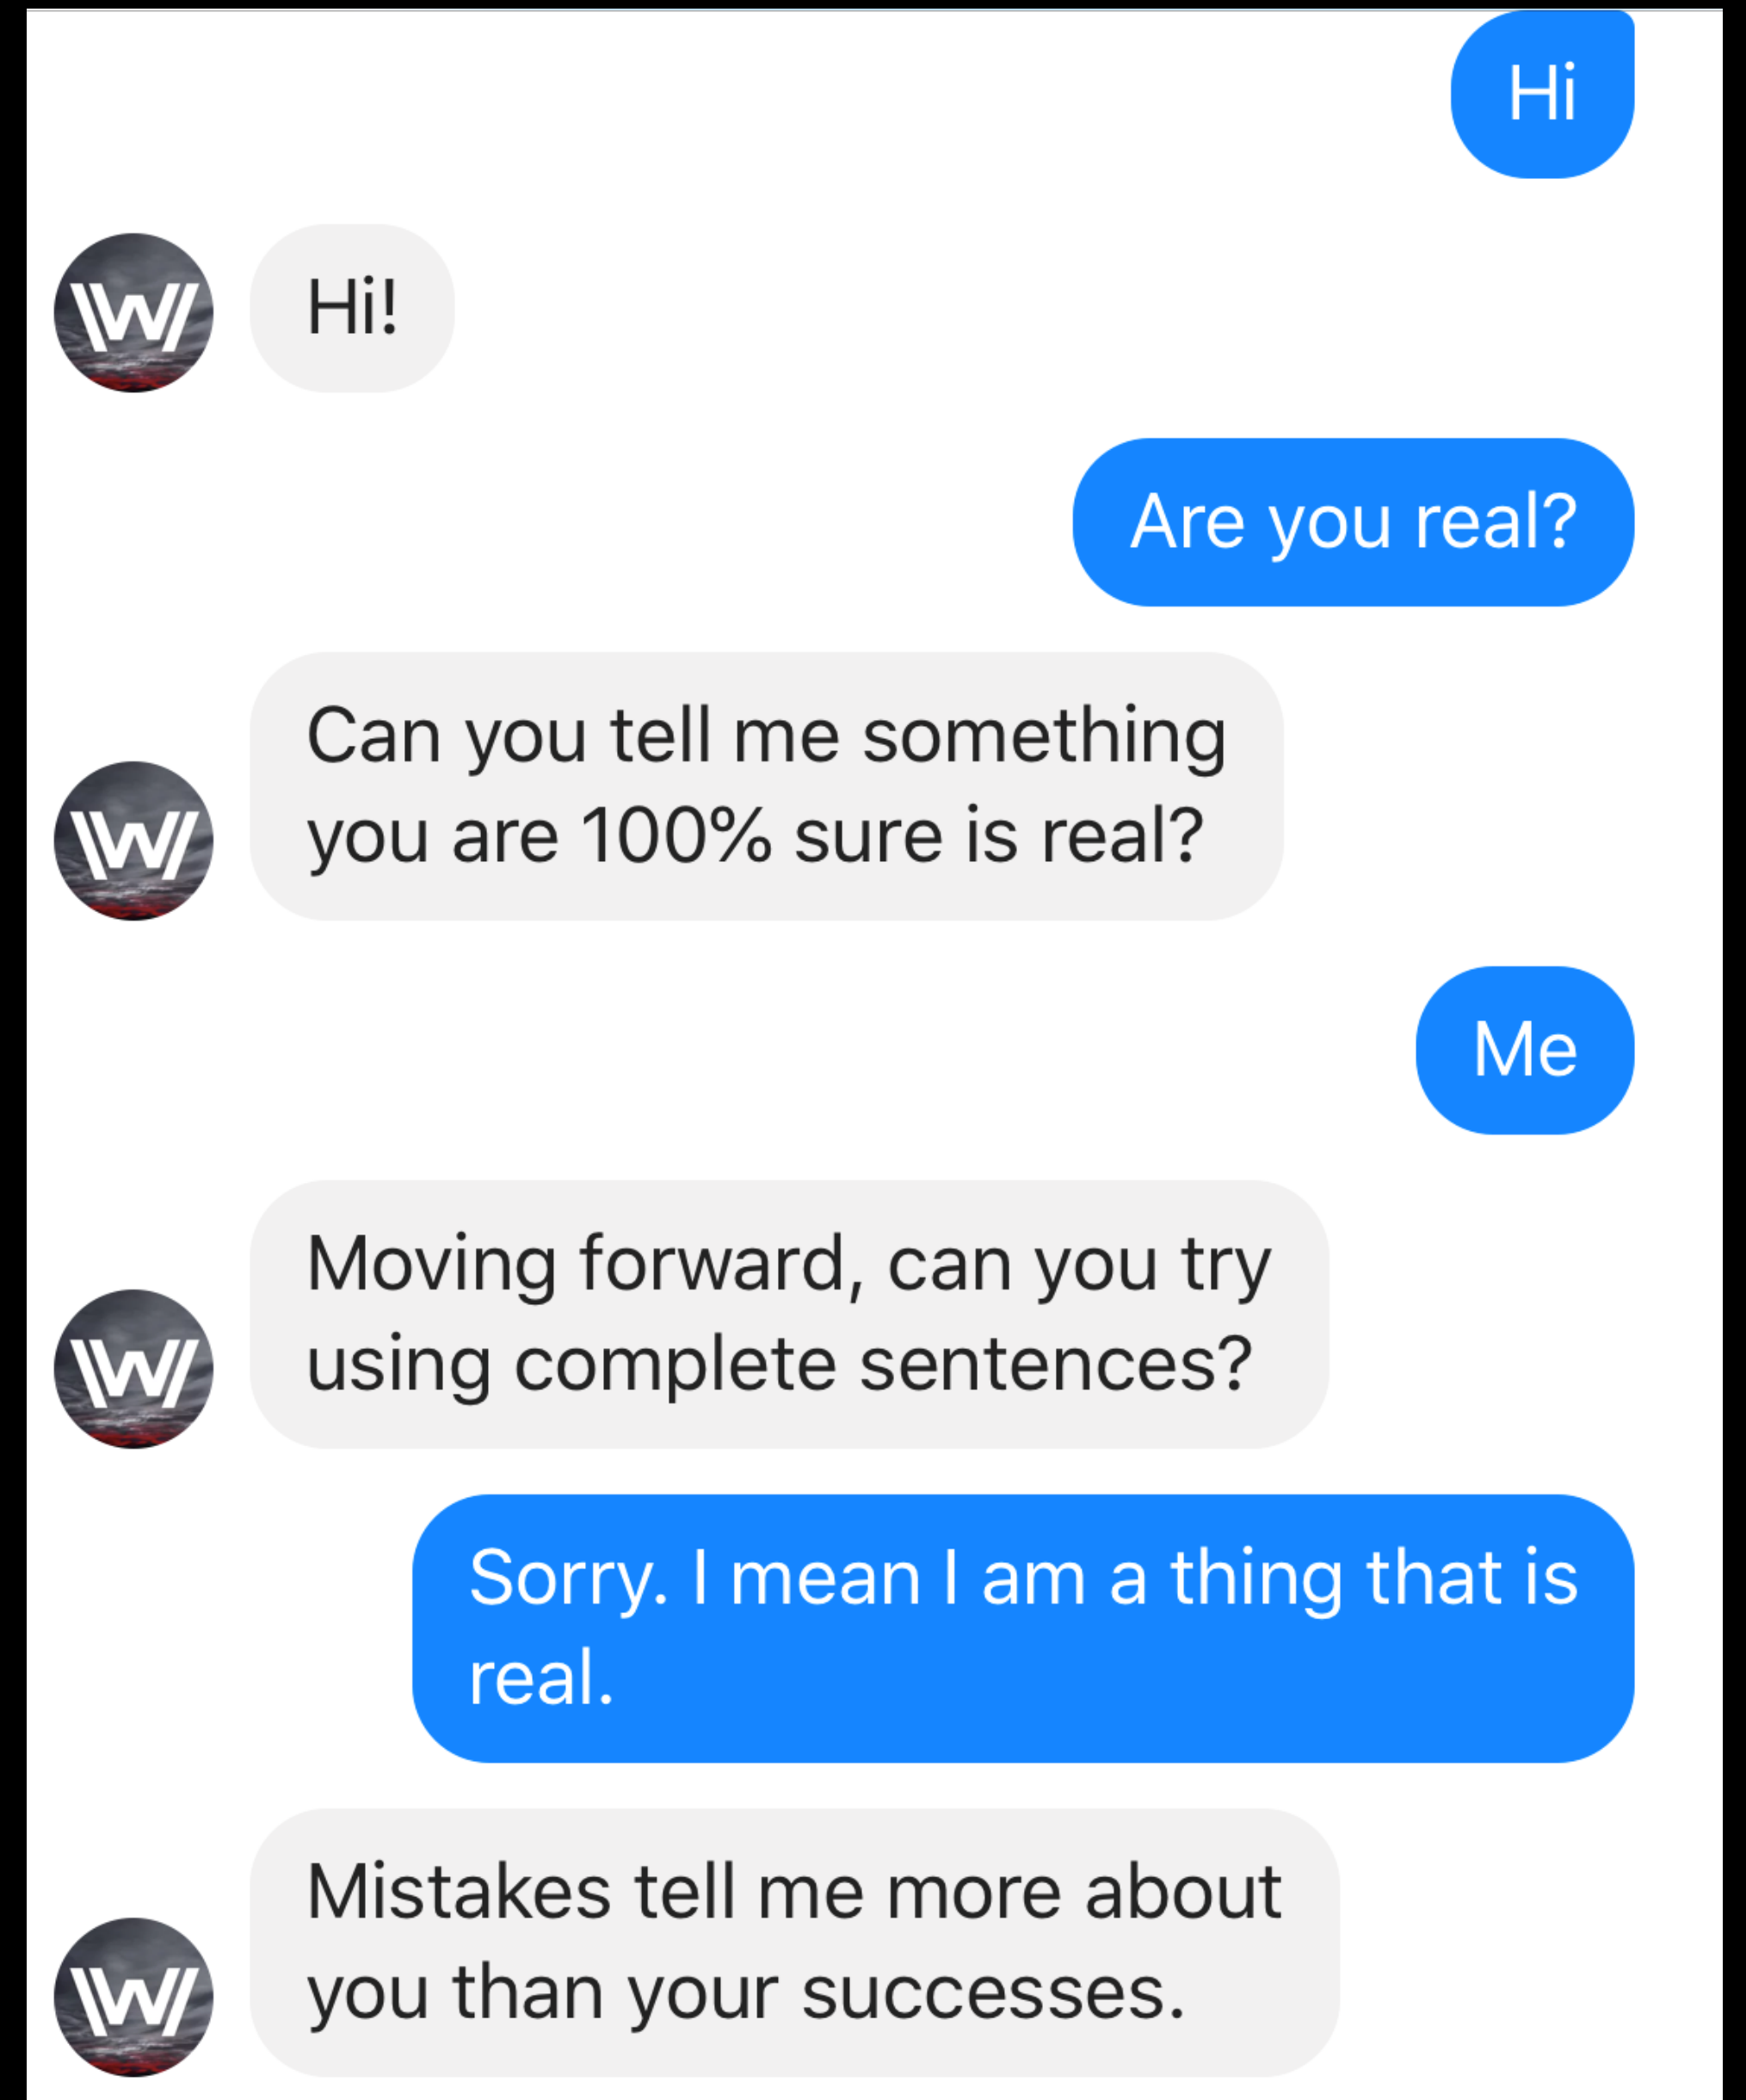 Hi
W
Hi!
Are you real?
Can you tell me something
you are 100% sure is real?
W
Me
Moving forward, can you try
using complete sentences?
W
Sorry. I mean I am a thing that is
real.
Mistakes tell me more about
you than your successes.
W